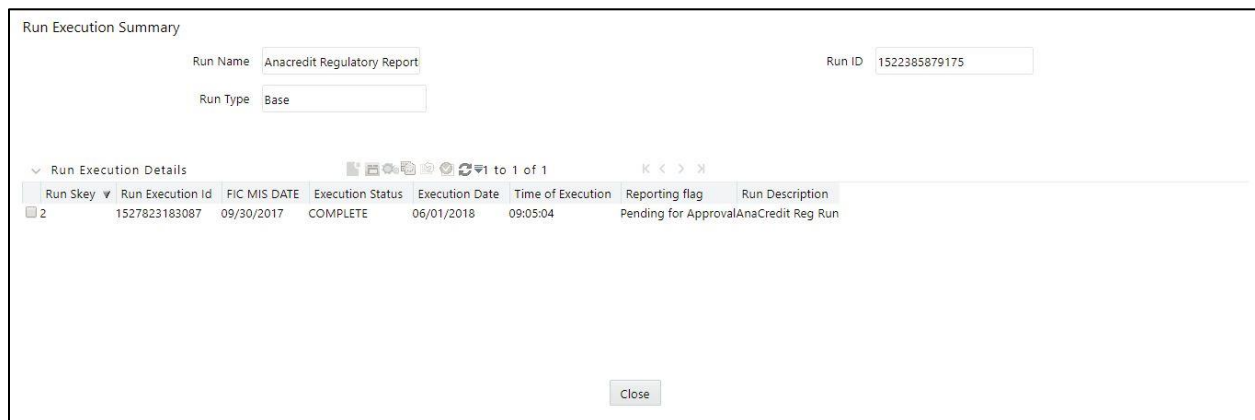 Run Execution Summary
Run Name Anacredit Regulatory Report Run ID 1522385879175
Run Type Base
Run Execution Details 1 to 1 of 1
Run Skey Run Execution Id FIC MIS DATE Execution Status Execution Date Time of Execution Reporting flag Run Description
2 1527823183087 09/30/2017 COMPLETE 06/01/2018 09:05:04 Pending for Approval AnaCredit Reg Run
Close